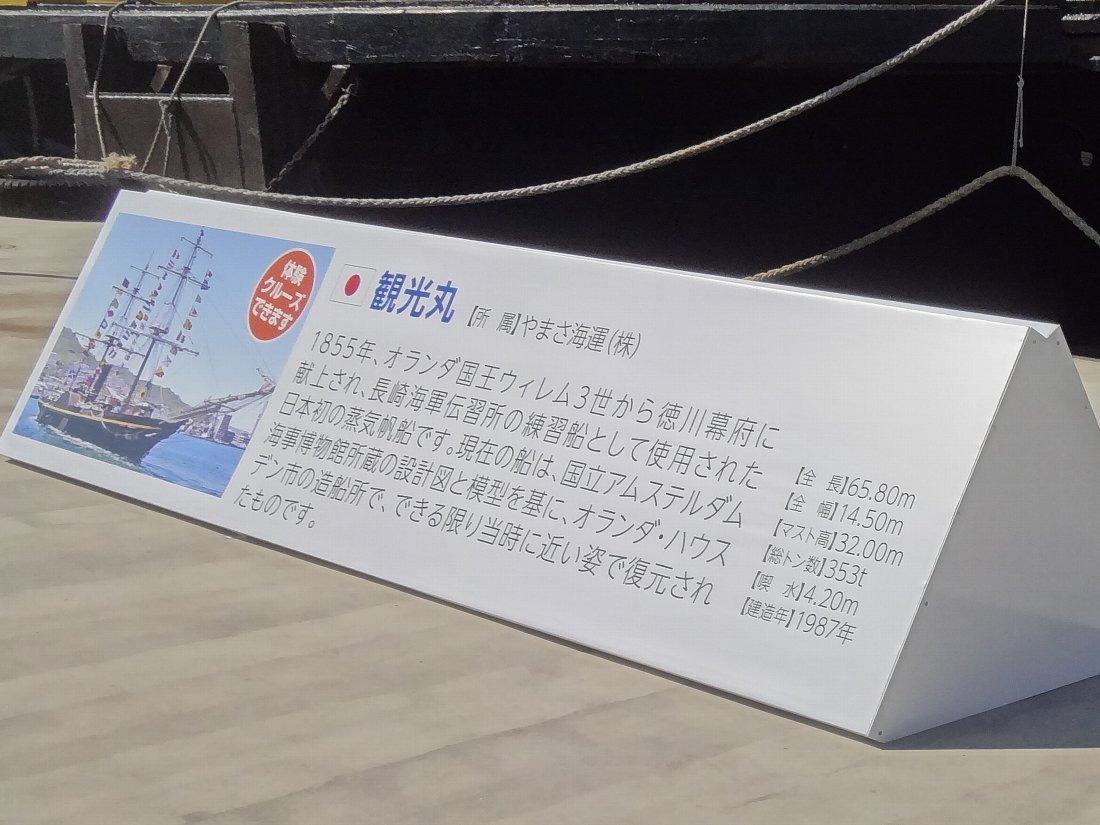 体験
クルーズ
できます
観光丸 【所 属】やまさ海運(株)
1855年、オランダ国王ウィレム3世から徳川幕府に
献上され、長崎海軍伝習所の練習船として使用された
日本初の蒸気帆船です。現在の船は、国立アムステルダム
海事博物館所蔵の設計図と模型を基に、オランダ・ハウス
デン市の造船所で、できる限り当時に近い姿で復元され
たものです。
【全 長】65.80m
【全 幅】14.50m
【マスト高】32.00m
【総トン数】353t
【喫 水】4.20m
【建造年】1987年